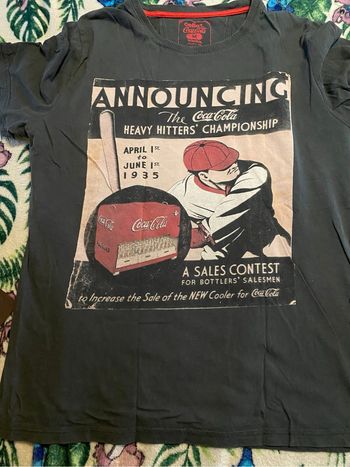 ANNOUNCING
The Coca-Cola
HEAVY HITTERS' CHAMPIONSHIP
APRIL 1ST
to
JUNE 1ST
1935
Coca-Cola
A SALES CONTEST
FOR BOTTLERS' SALESMEN
to Increase the Sale of the NEW Cooler for Coca-Cola